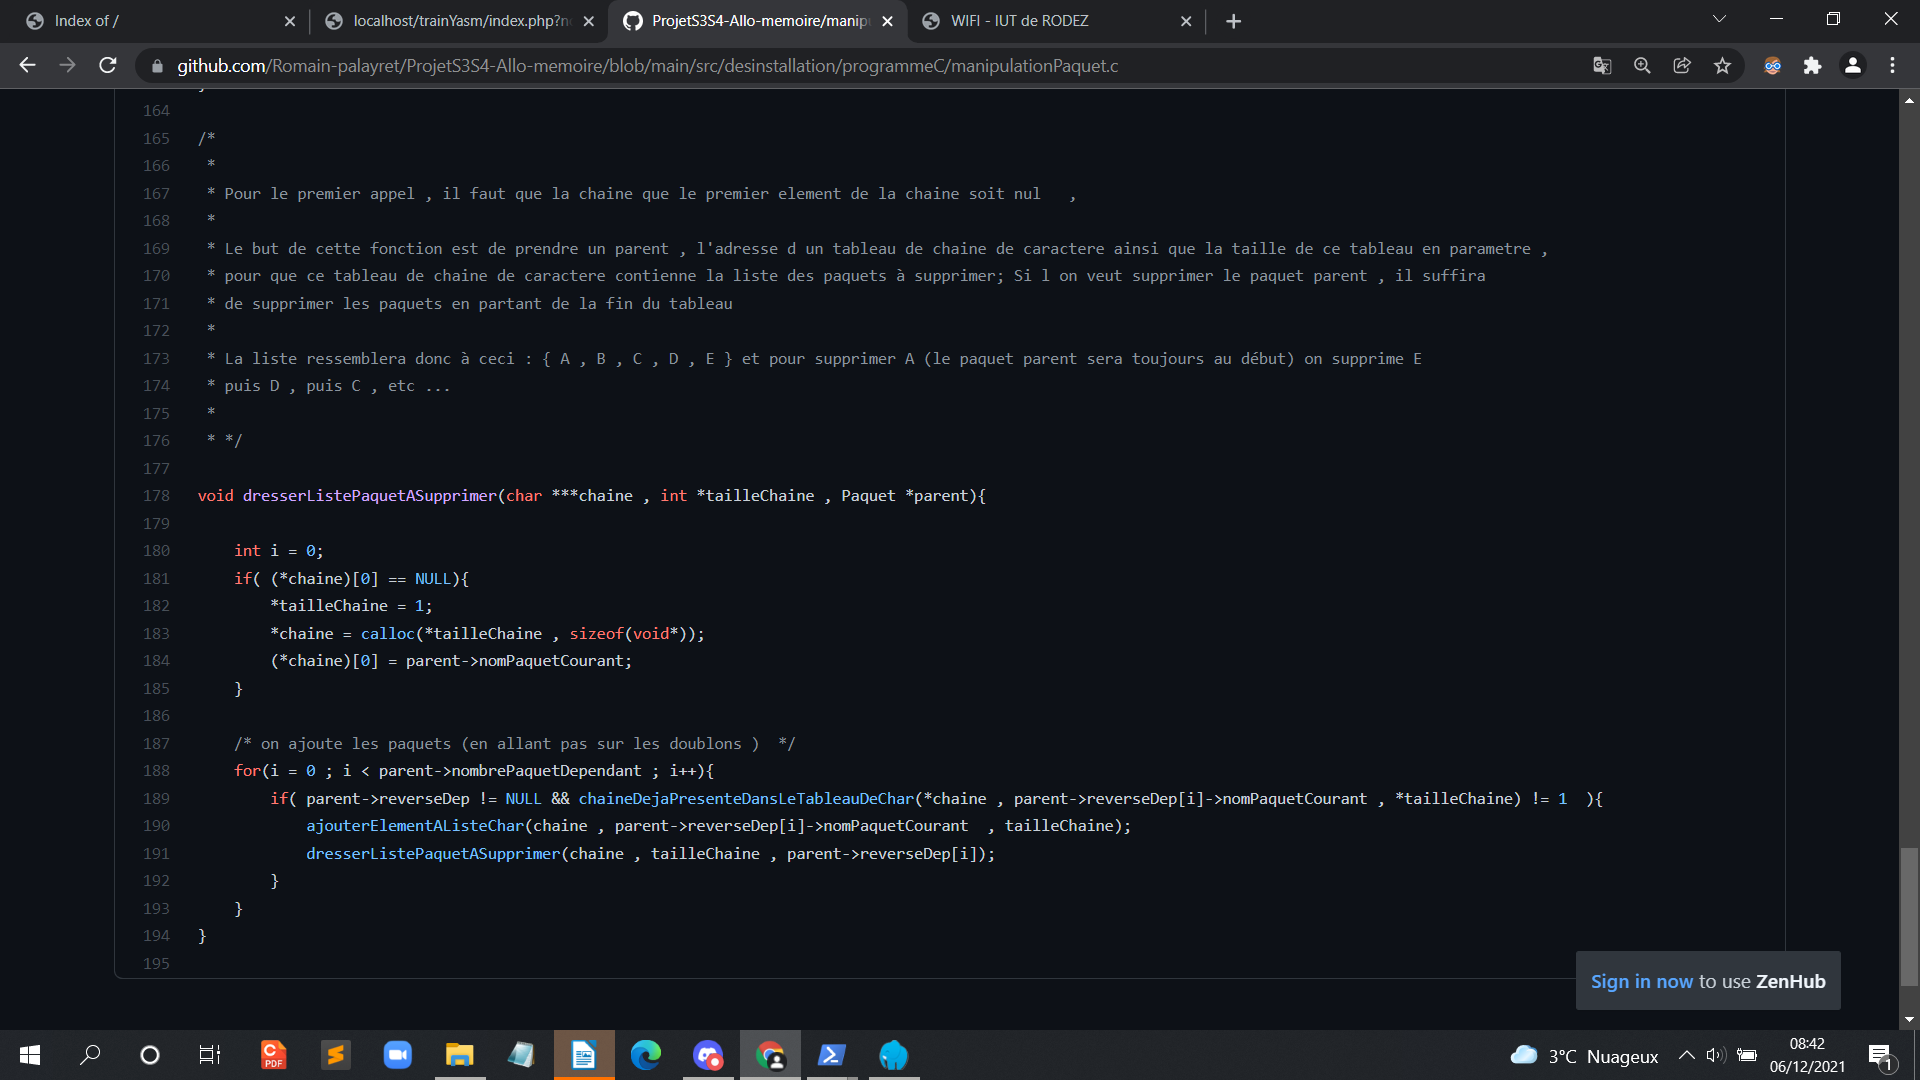 Index of /
localhost/trainYasm/index.php?n
ProjetS3S4-Allo-memoire/manip
WIFI - IUT de RODEZ
github.com/Romain-palayret/ProjetS3S4-Allo-memoire/blob/main/src/desinstallation/programmeC/manipulationPaquet.c
164
165 /*
166 *
167 * Pour le premier appel , il faut que la chaine que le premier element de la chaine soit nul   ,
168 *
169 * Le but de cette fonction est de prendre un parent , l'adresse d un tableau de chaine de caractere ainsi que la taille de ce tableau en parametre ,
170 * pour que ce tableau de chaine de caractere contienne la liste des paquets à supprimer; Si l on veut supprimer le paquet parent , il suffira
171 * de supprimer les paquets en partant de la fin du tableau
172 *
173 * La liste ressemblera donc à ceci : { A , B , C , D , E } et pour supprimer A (le paquet parent sera toujours au début) on supprime E
174 * puis D , puis C , etc ...
175 *
176 * */
177
178 void dresserListePaquetASupprimer(char ***chaine , int *tailleChaine , Paquet *parent){
179
180     int i = 0;
181     if( (*chaine)[0] == NULL){
182         *tailleChaine = 1;
183         *chaine = calloc(*tailleChaine , sizeof(void*));
184         (*chaine)[0] = parent->nomPaquetCourant;
185     }
186
187     /* on ajoute les paquets (en allant pas sur les doublons )  */
188     for(i = 0 ; i < parent->nombrePaquetDependant ; i++){
189         if( parent->reverseDep != NULL && chaineDejaPresenteDansLeTableauDeChar(*chaine , parent->reverseDep[i]->nomPaquetCourant , *tailleChaine) != 1  ){
190             ajouterElementAListeChar(chaine , parent->reverseDep[i]->nomPaquetCourant  , tailleChaine);
191             dresserListePaquetASupprimer(chaine , tailleChaine , parent->reverseDep[i]);
192         }
193     }
194 }
195
Sign in now to use ZenHub
3°C Nuageux
08:42
06/12/2021
1